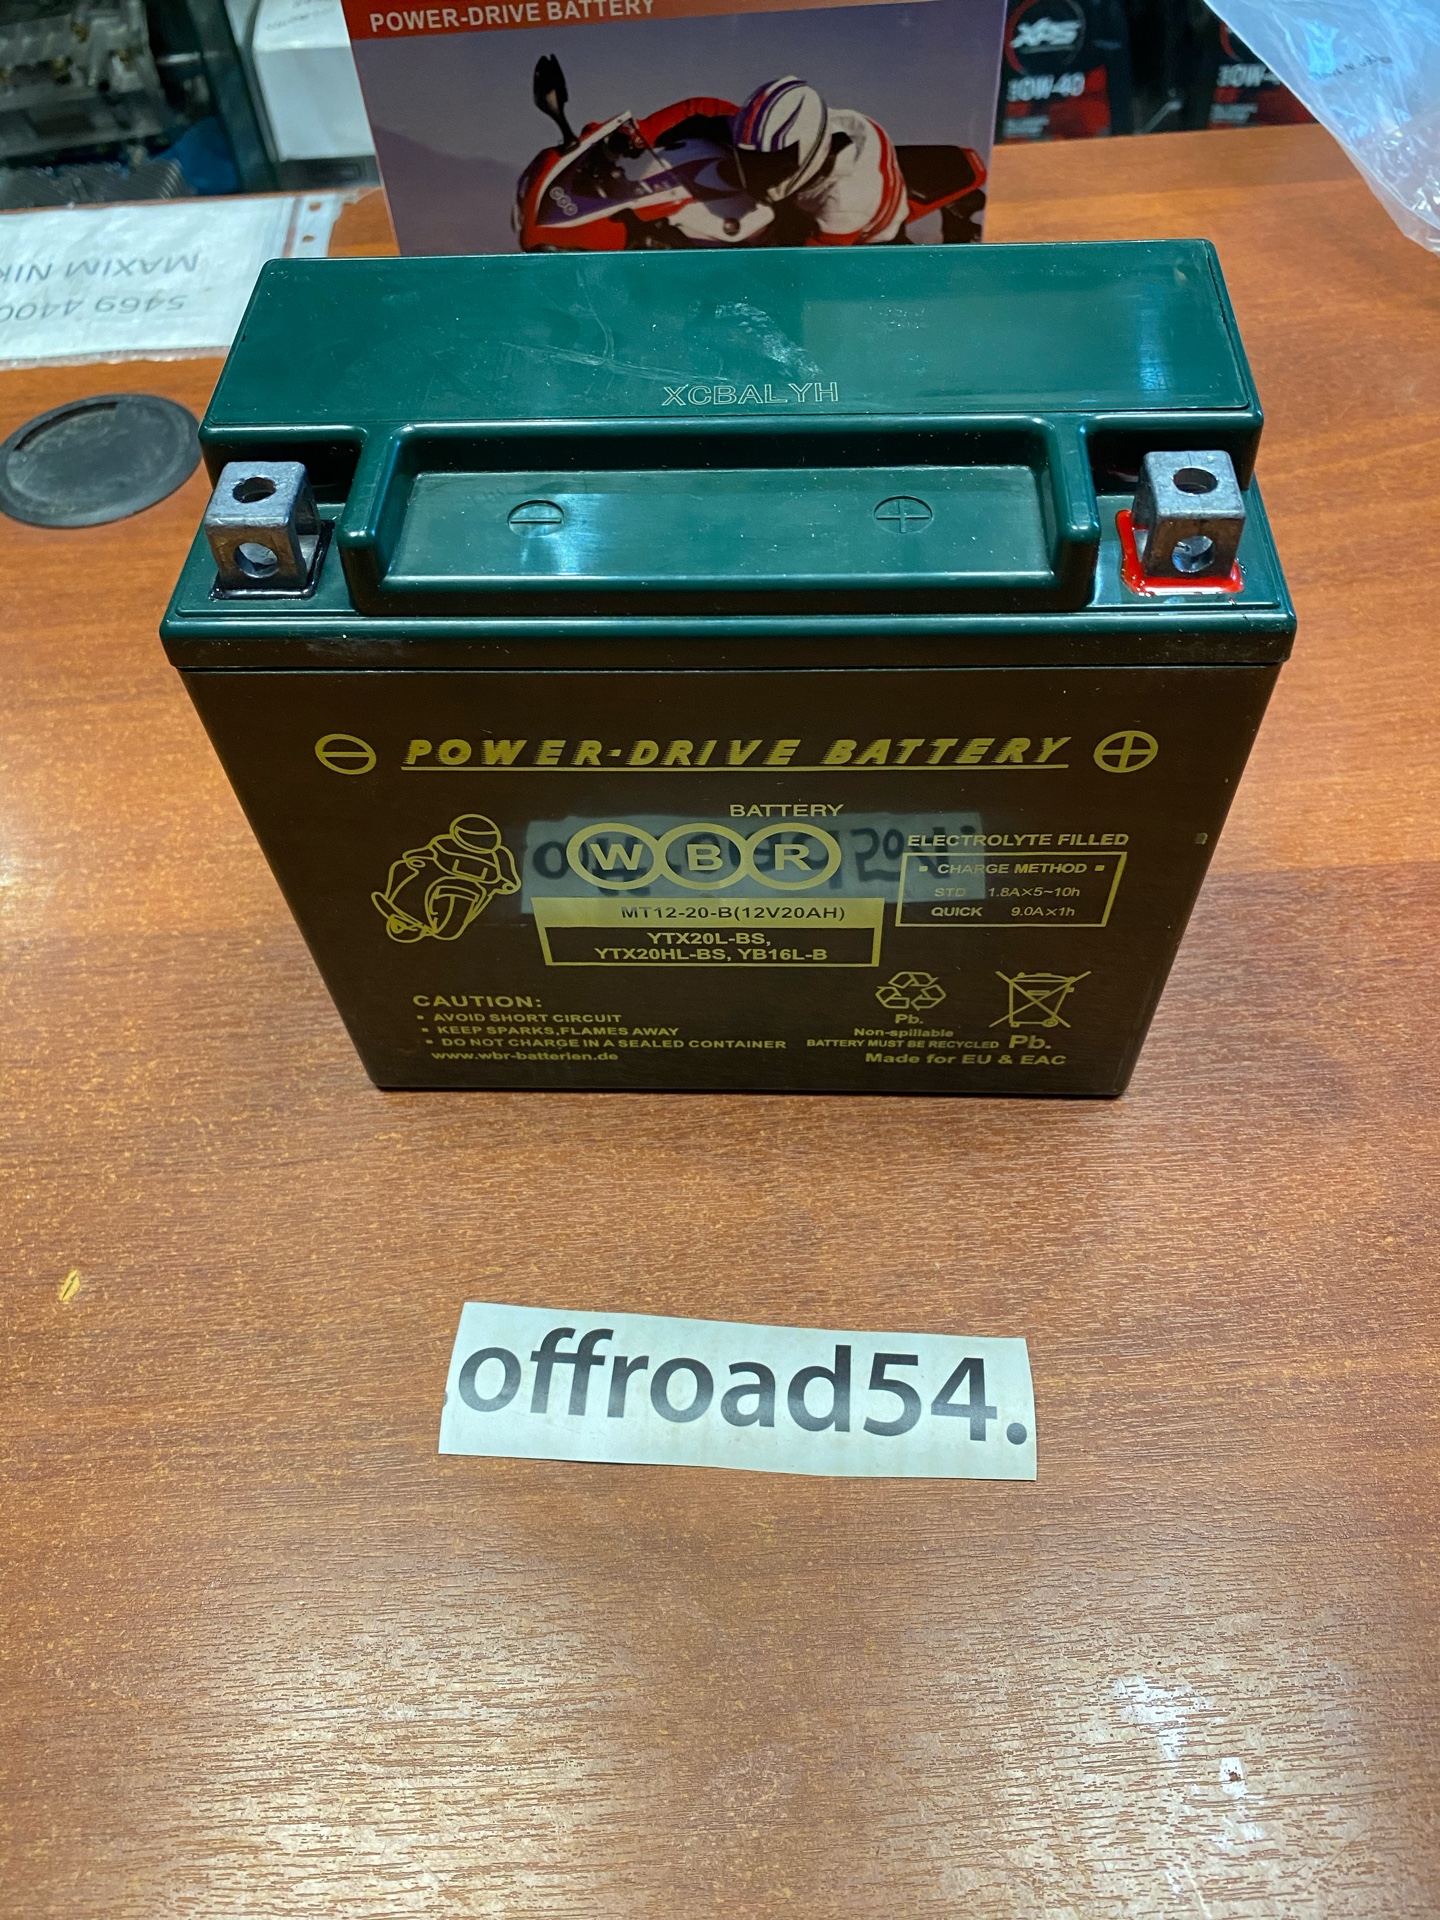 POWER-DRIVE BATTERY
XPS
0W-40
MAXIM NIK
5469 4400
XCBALYH
POWER-DRIVE BATTERY
BATTERY
WBR
MT12-20-B(12V20AH)
YTX20L-BS,
YTX20HL-BS, YB16L-B
ELECTROLYTE FILLED
▪ CHARGE METHOD ▪
STD 1.8A×5~10h
QUICK 9.0A×1h
CAUTION:
▪ AVOID SHORT CIRCUIT
▪ KEEP SPARKS,FLAMES AWAY
▪ DO NOT CHARGE IN A SEALED CONTAINER
www.wbr-batterien.de
Pb.
Non-spillable
BATTERY MUST BE RECYCLED Pb.
Made for EU & EAC
offroad54.